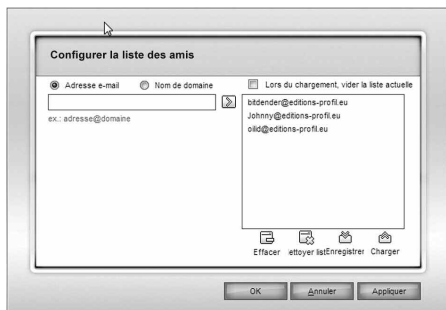 Configurer la liste des amis
Adresse e-mail
Nom de domaine
Lors du chargement, vider la liste actuelle
ex.: adresse@domaine
bitdender@editions-profil.eu
Johnny@editions-profil.eu
oilid@editions-profil.eu
Effacer
ettoyer list
Enregistrer
Charger
OK
Annuler
Appliquer